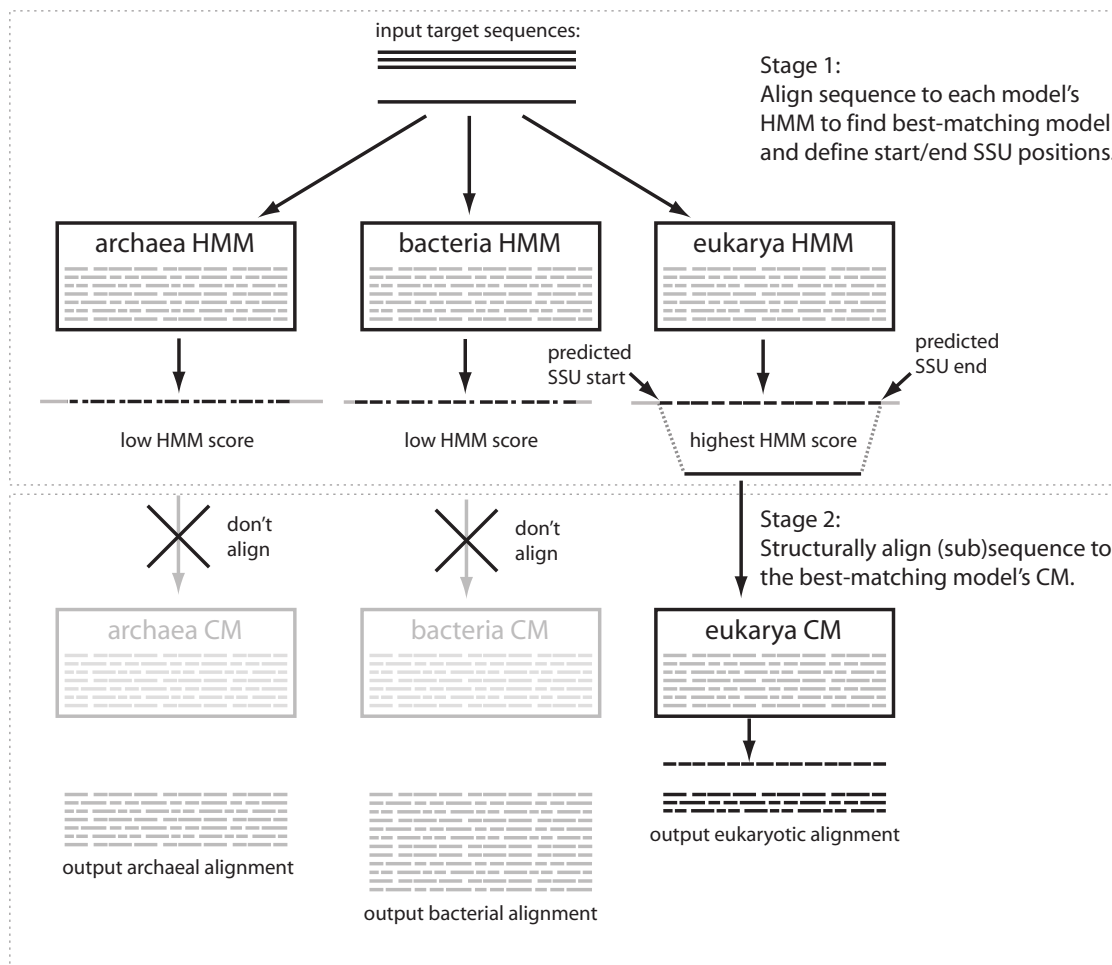 input target sequences:
Stage 1:
Align sequence to each model's
HMM to find best-matching model
and define start/end SSU positions.
archaea HMM
bacteria HMM
eukarya HMM
predicted
SSU start
predicted
SSU end
low HMM score
low HMM score
highest HMM score
don't
align
don't
align
Stage 2:
Structurally align (sub)sequence to
the best-matching model's CM.
archaea CM
bacteria CM
eukarya CM
output eukaryotic alignment
output archaeal alignment
output bacterial alignment